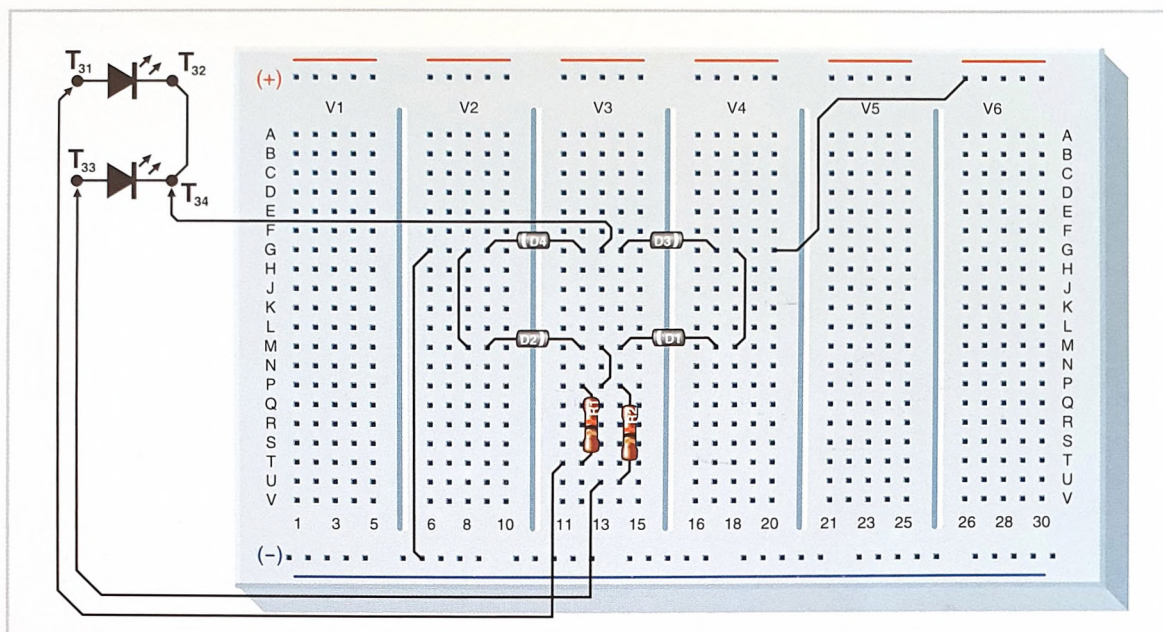 T31 T32
(+)
V1 V2 V3 V4 V5 V6
A A
B B
T33
C C
D D
T34
E E
F F
D4 D3
G G
H H
J J
K K
L L
D2 D1
M M
N N
P P
Q Q
R1 R2
R R
S S
T T
U U
V V
1 3 5 6 8 10 11 13 15 16 18 20 21 23 25 26 28 30
(-)